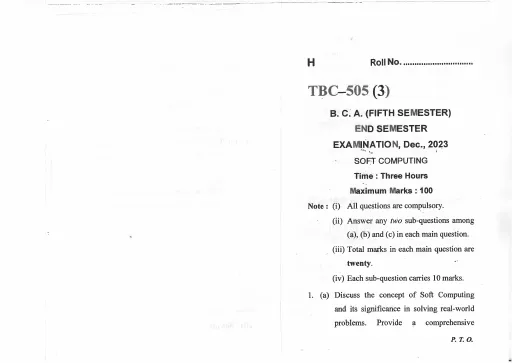 H Roll No. ..............................
TBC–505 (3)
B. C. A. (FIFTH SEMESTER)
END SEMESTER
EXAMINATION, Dec., 2023
SOFT COMPUTING
Time : Three Hours
Maximum Marks : 100
Note : (i) All questions are compulsory.
(ii) Answer any two sub-questions among
(a), (b) and (c) in each main question.
(iii) Total marks in each main question are
twenty.
(iv) Each sub-question carries 10 marks.
1. (a) Discuss the concept of Soft Computing
and its significance in solving real-world
problems. Provide a comprehensive
P. T. O.